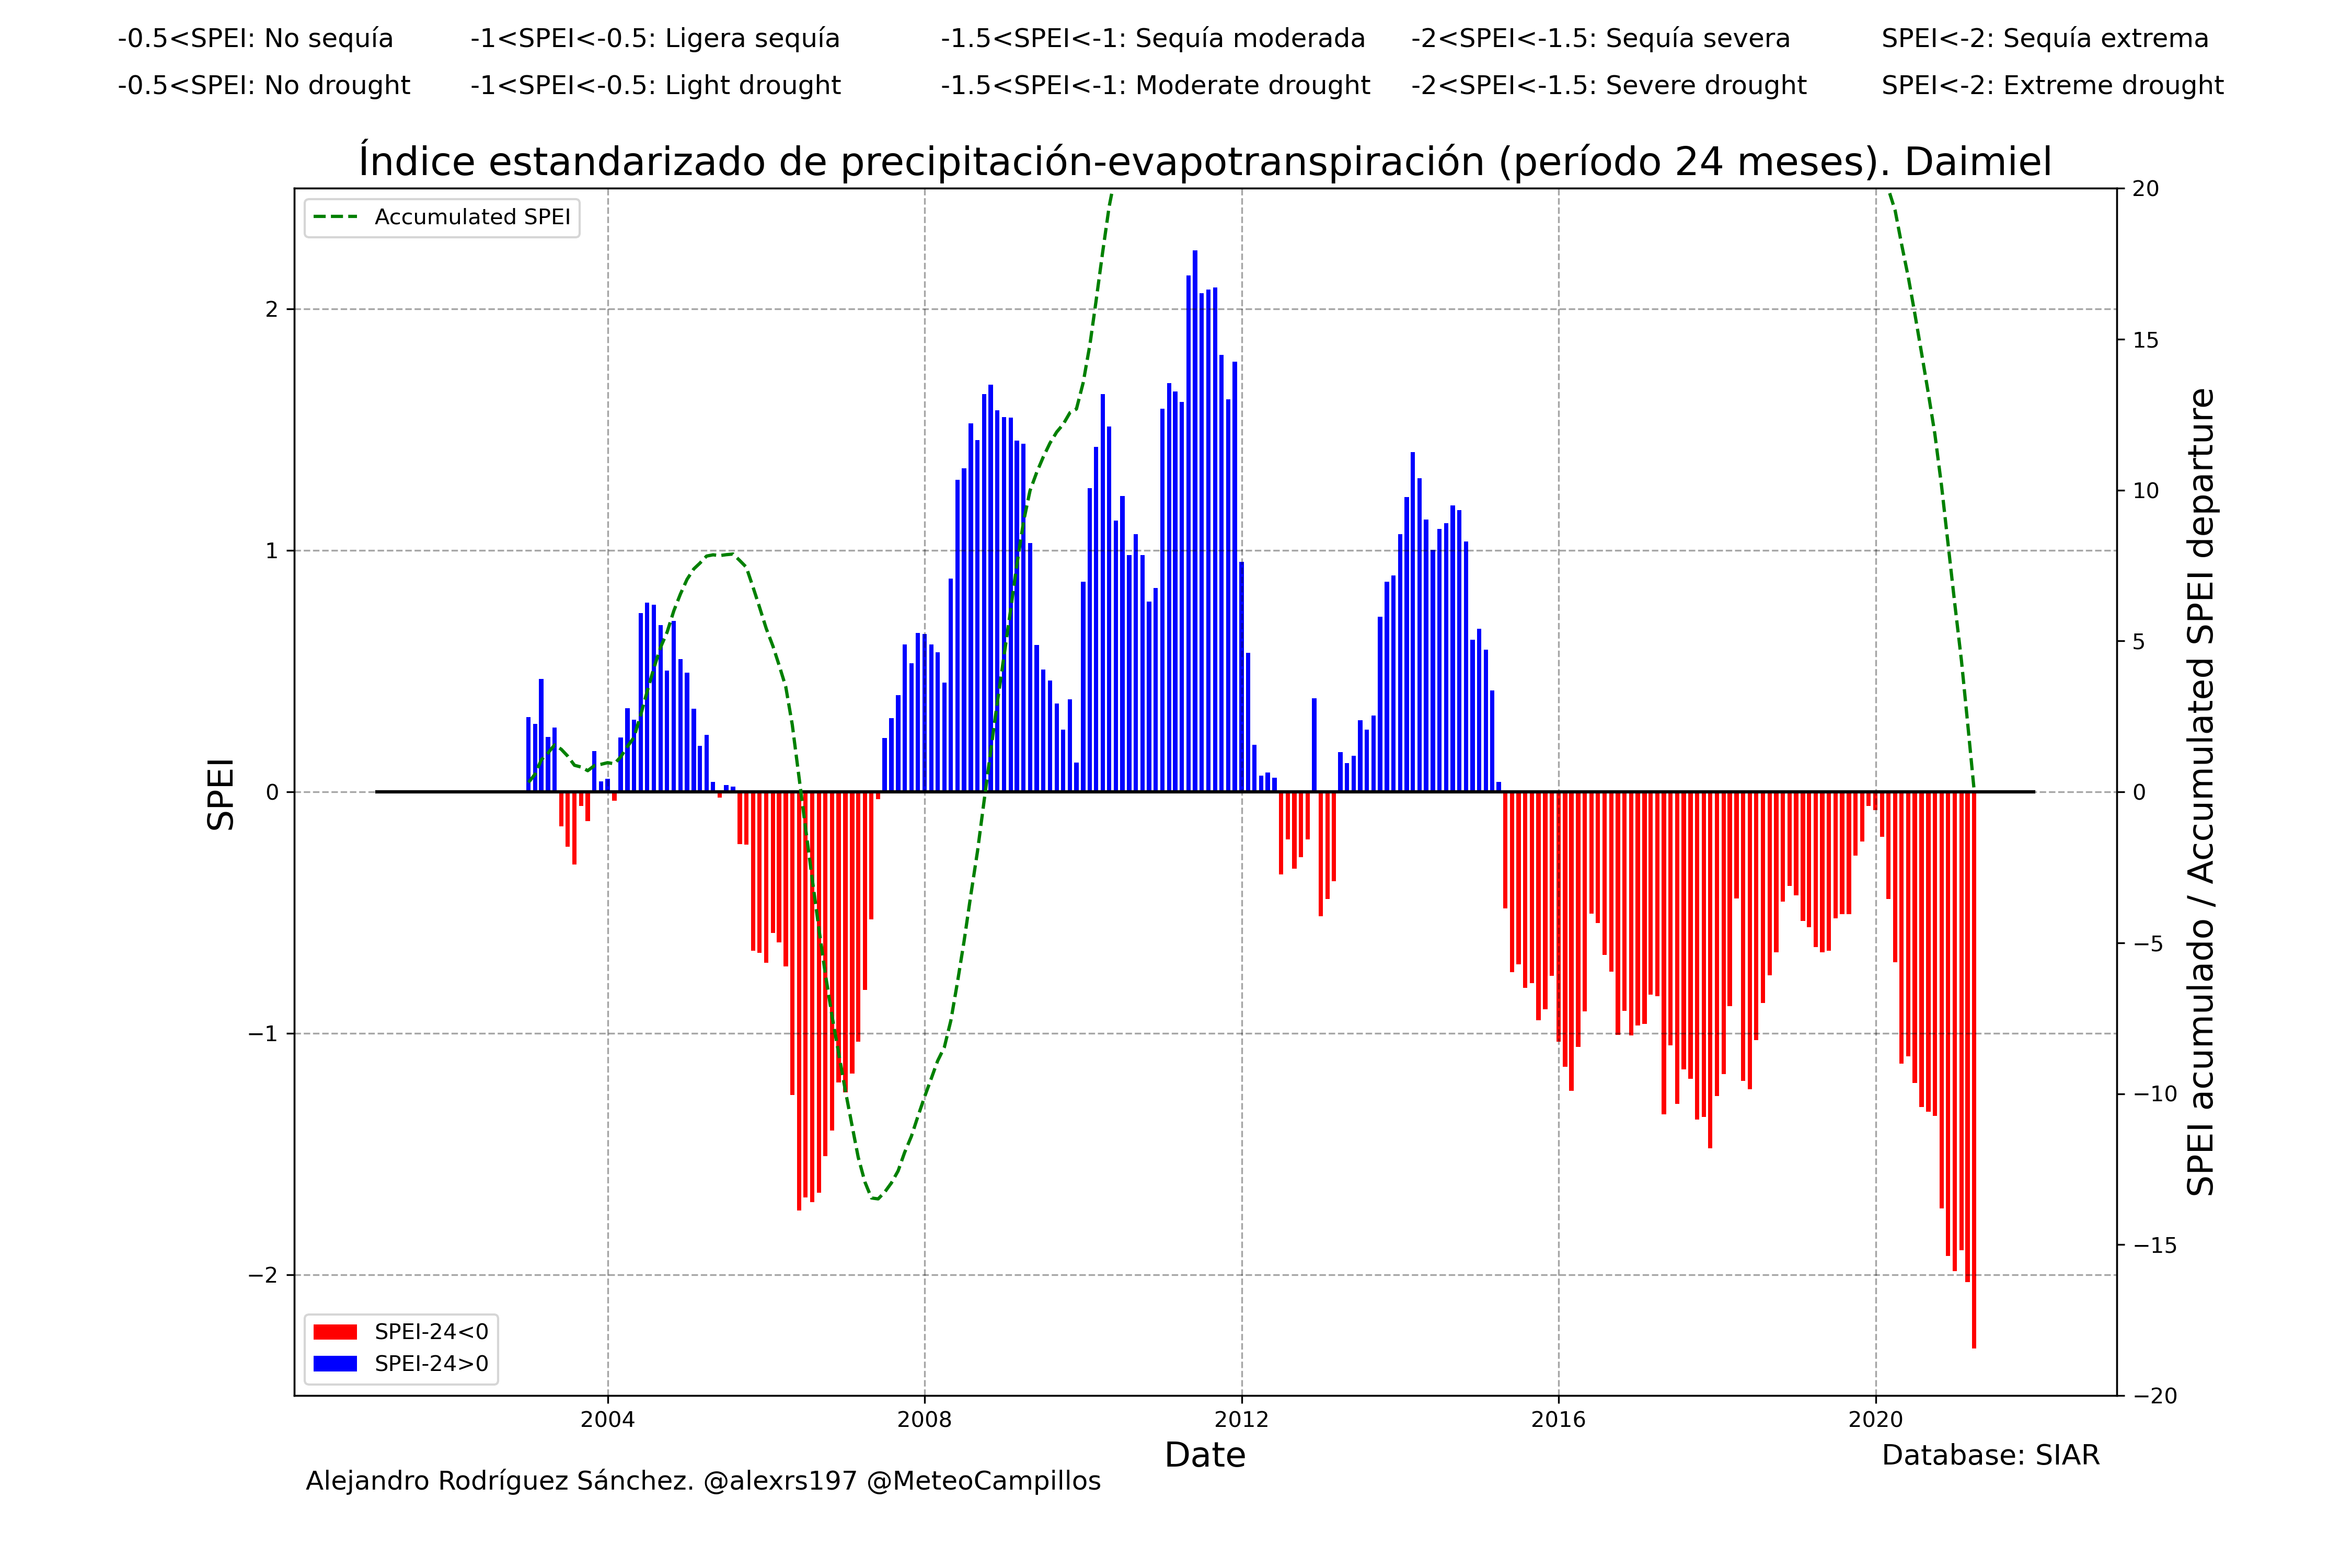 -0.5<SPEI: No sequía -1<SPEI<-0.5: Ligera sequía -1.5<SPEI<-1: Sequía moderada -2<SPEI<-1.5: Sequía severa SPEI<-2: Sequía extrema
-0.5<SPEI: No drought -1<SPEI<-0.5: Light drought -1.5<SPEI<-1: Moderate drought -2<SPEI<-1.5: Severe drought SPEI<-2: Extreme drought
Índice estandarizado de precipitación-evapotranspiración (período 24 meses). Daimiel
Accumulated SPEI
SPEI
2
1
0
−1
−2
20
15
10
5
0
−5
−10
−15
−20
SPEI acumulado / Accumulated SPEI departure
SPEI-24<0
SPEI-24>0
2004 2008 2012 2016 2020
Date
Database: SIAR
Alejandro Rodríguez Sánchez. @alexrs197 @MeteoCampillos